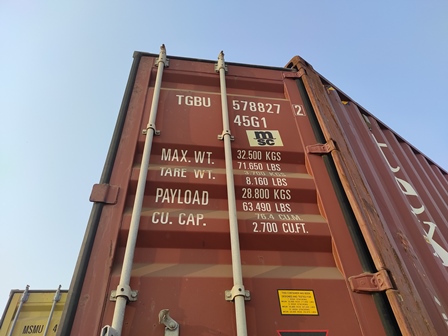 TGBU 578827 2
45G1
msc
MAX. WT. 32.500 KGS
71.650 LBS
TARE WT. 3.700 KGS
8.160 LBS
PAYLOAD 28.800 KGS
63.490 LBS
CU. CAP. 76.4 CU.M
2.700 CU.FT.
MSMU 4